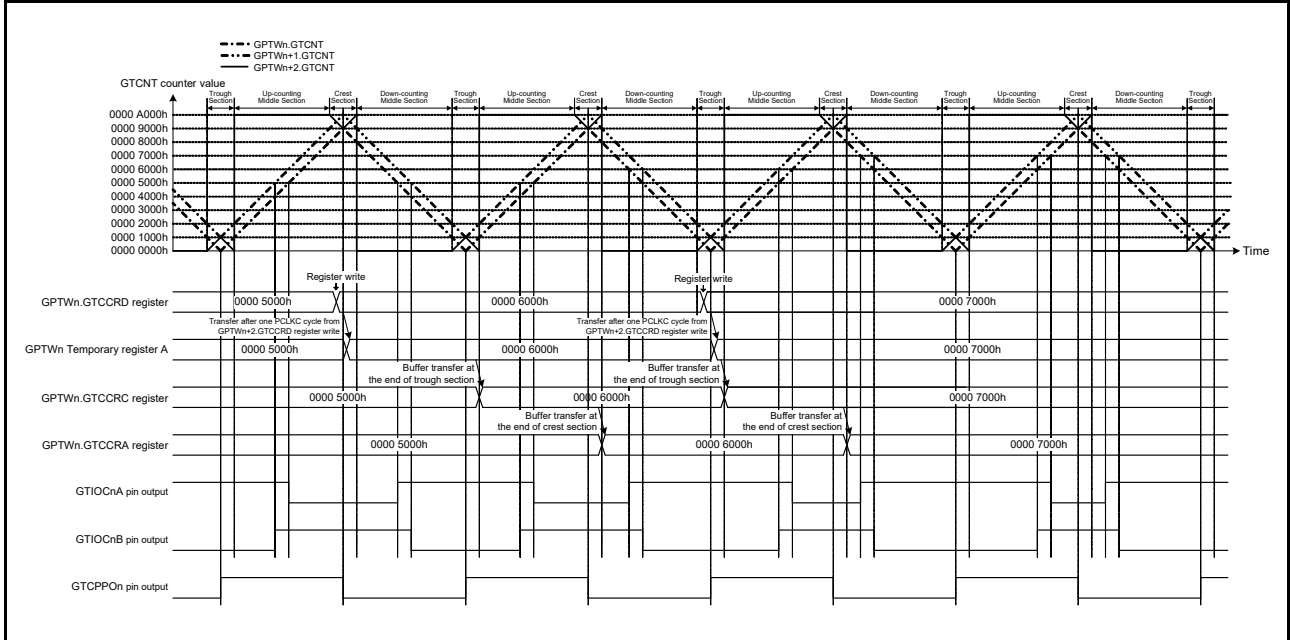 GPTWn.GTCNT
GPTWn+1.GTCNT
GPTWn+2.GTCNT
GTCNT counter value
Trough Section
Up-counting Middle Section
Crest Section
Down-counting Middle Section
Trough Section
Up-counting Middle Section
Crest Section
Down-counting Middle Section
Trough Section
Up-counting Middle Section
Crest Section
Down-counting Middle Section
Trough Section
Up-counting Middle Section
Crest Section
Down-counting Middle Section
Trough Section
0000 A000h
0000 9000h
0000 8000h
0000 7000h
0000 6000h
0000 5000h
0000 4000h
0000 3000h
0000 2000h
0000 1000h
0000 0000h
Time
Register write
Register write
GPTWn.GTCCRD register
0000 5000h
0000 6000h
0000 7000h
Transfer after one PCLKC cycle from
GPTWn+2.GTCCRD register write
Transfer after one PCLKC cycle from
GPTWn+2.GTCCRD register write
GPTWn Temporary register A
0000 5000h
0000 6000h
0000 7000h
Buffer transfer at
the end of trough section
Buffer transfer at
the end of trough section
GPTWn.GTCCRC register
0000 5000h
0000 6000h
0000 7000h
Buffer transfer at
the end of crest section
Buffer transfer at
the end of crest section
GPTWn.GTCCRA register
0000 5000h
0000 6000h
0000 7000h
GTIOCnA pin output
GTIOCnB pin output
GTCPPOn pin output